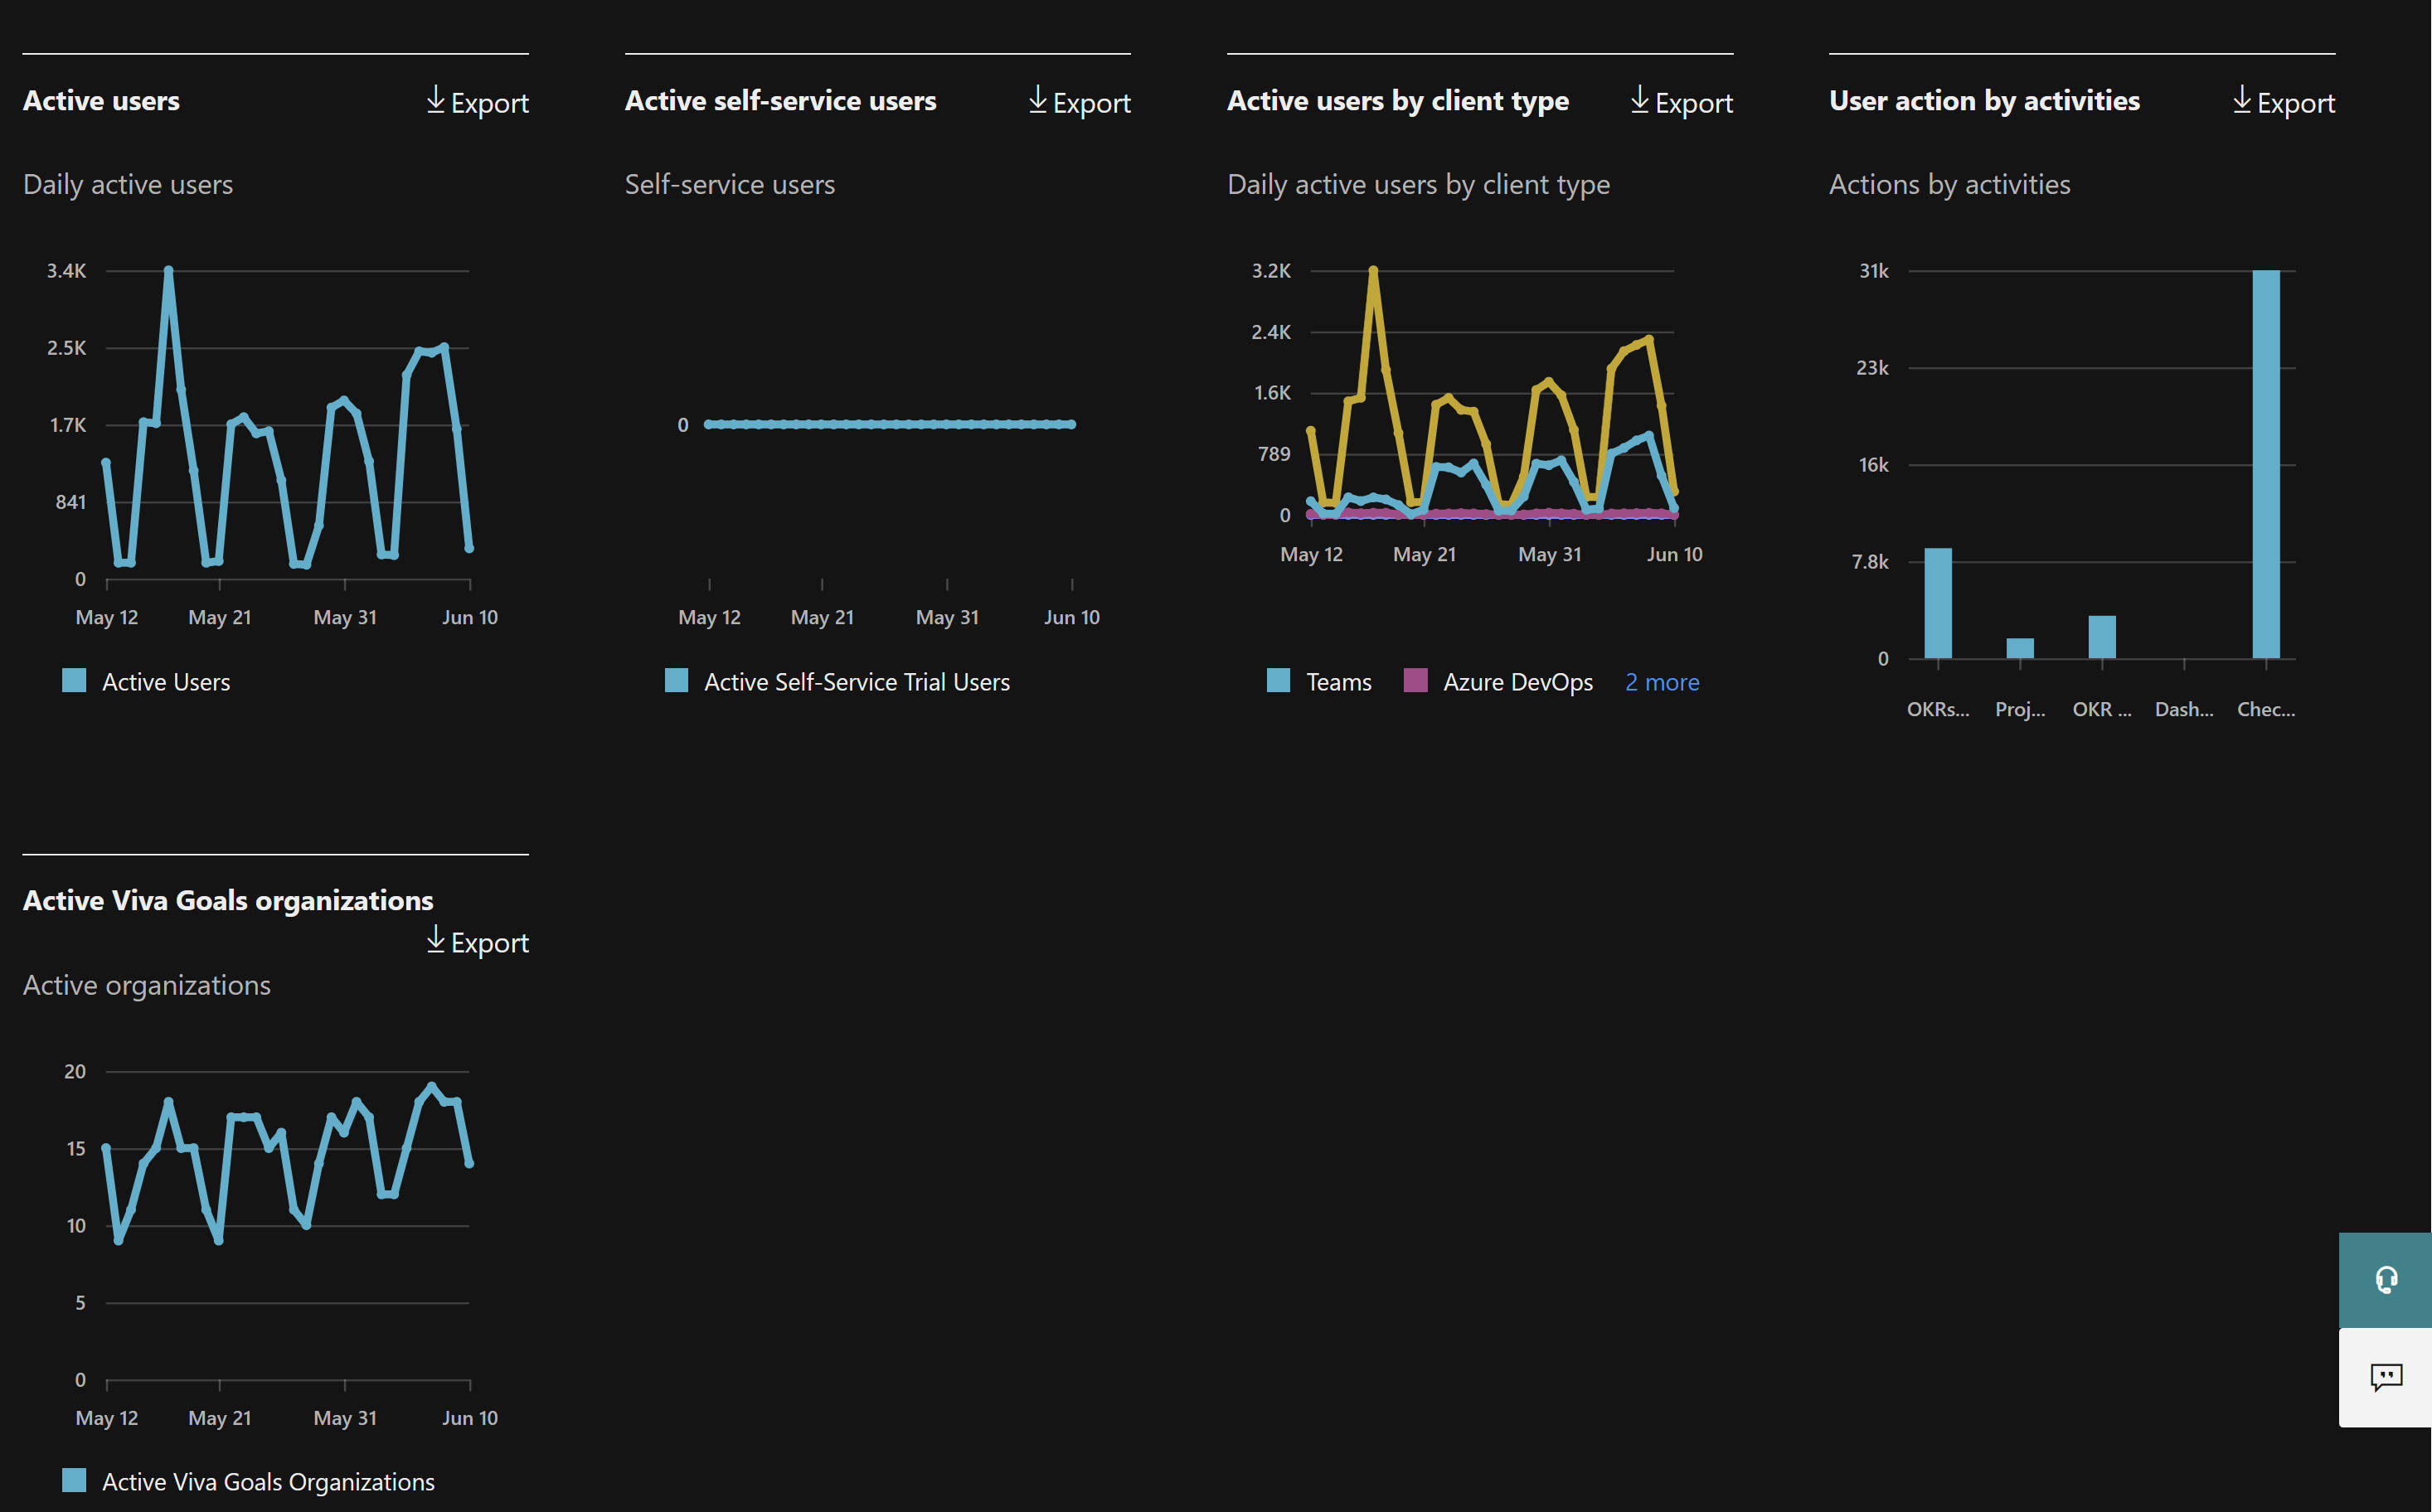 Active users
Export
Daily active users
3.4K
2.5K
1.7K
841
0
May 12 May 21 May 31 Jun 10
Active Users
Active self-service users
Export
Self-service users
0
May 12 May 21 May 31 Jun 10
Active Self-Service Trial Users
Active users by client type
Export
Daily active users by client type
3.2K
2.4K
1.6K
789
0
May 12 May 21 May 31 Jun 10
Teams Azure DevOps 2 more
User action by activities
Export
Actions by activities
31k
23k
16k
7.8k
0
OKRs... Proj... OKR ... Dash... Chec...
Active Viva Goals organizations
Export
Active organizations
20
15
10
5
0
May 12 May 21 May 31 Jun 10
Active Viva Goals Organizations